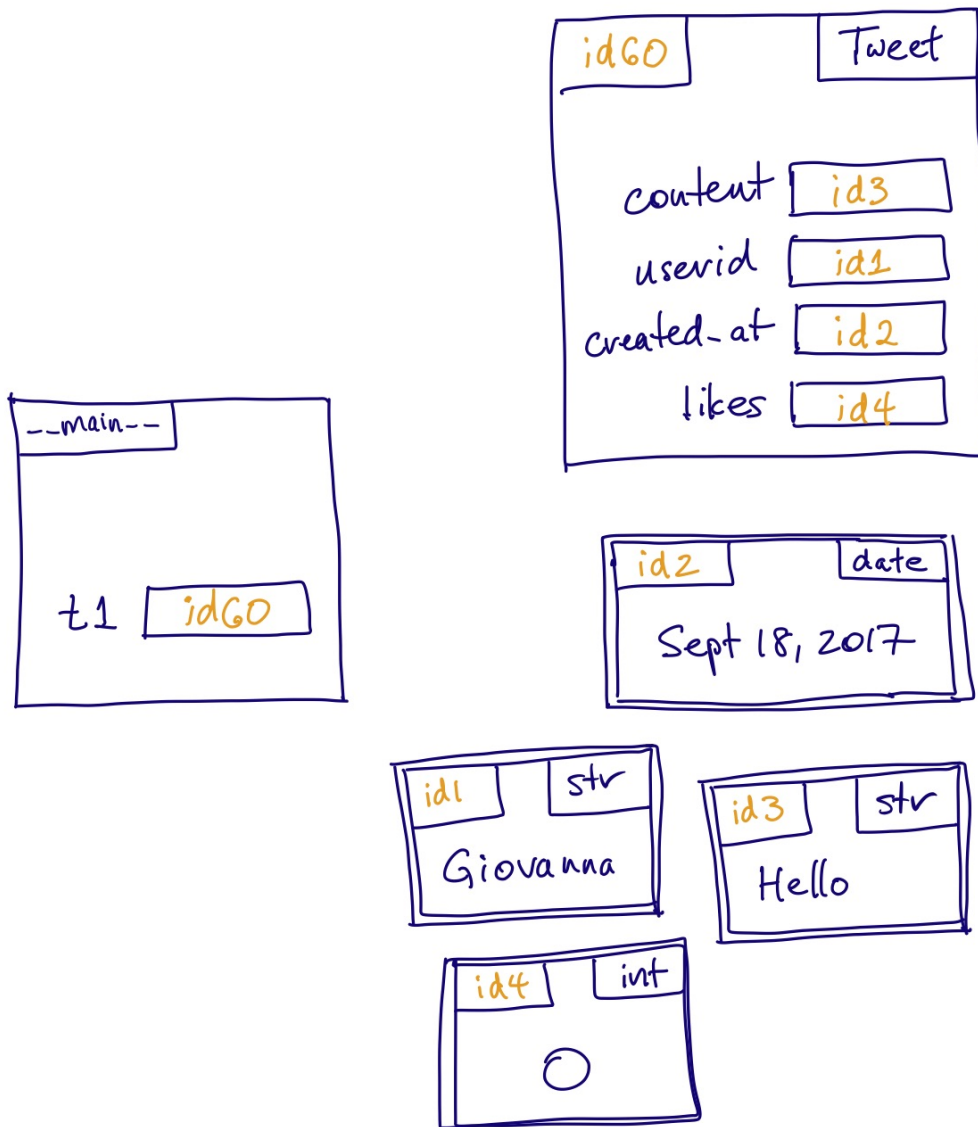 id60 Tweet
content id3
userid id1
created_at id2
likes id4
__main__
t1 id60
id2 date
Sept 18, 2017
id1 str
Giovanna
id3 str
Hello
id4 int
0